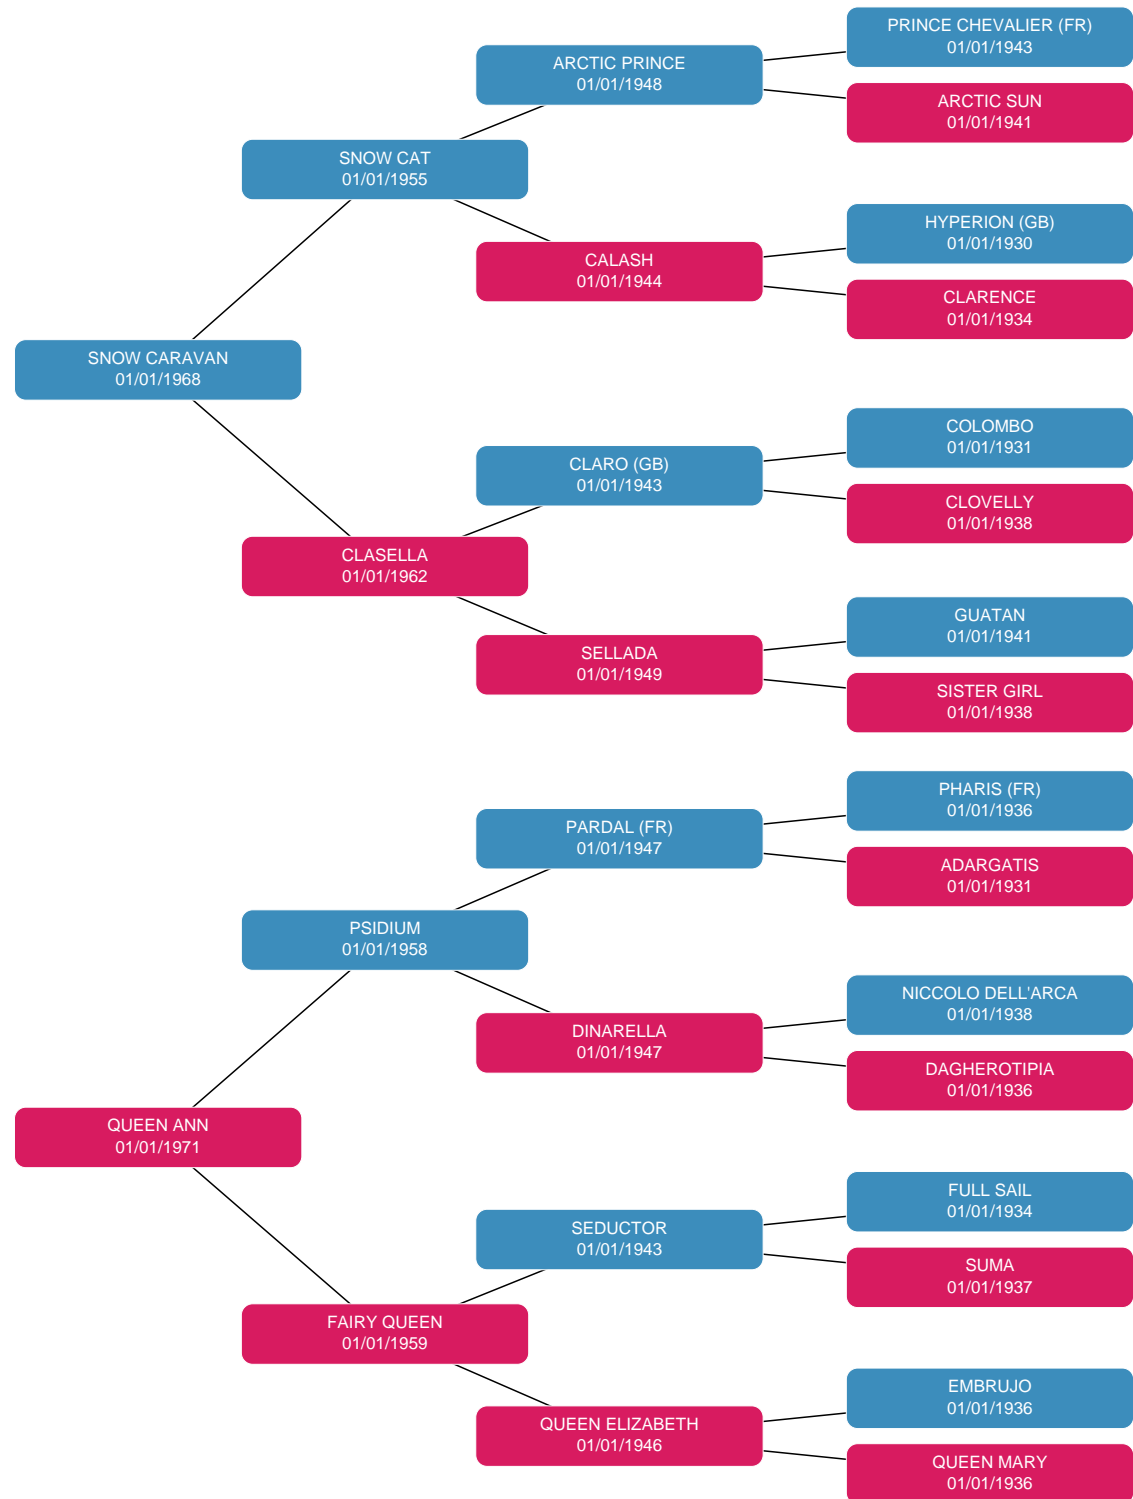 PRINCE CHEVALIER (FR)
01/01/1943
ARCTIC PRINCE
01/01/1948
ARCTIC SUN
01/01/1941
SNOW CAT
01/01/1955
HYPERION (GB)
01/01/1930
CALASH
01/01/1944
CLARENCE
01/01/1934
SNOW CARAVAN
01/01/1968
COLOMBO
01/01/1931
CLARO (GB)
01/01/1943
CLOVELLY
01/01/1938
CLASELLA
01/01/1962
GUATAN
01/01/1941
SELLADA
01/01/1949
SISTER GIRL
01/01/1938
PHARIS (FR)
01/01/1936
PARDAL (FR)
01/01/1947
ADARGATIS
01/01/1931
PSIDIUM
01/01/1958
NICCOLO DELL'ARCA
01/01/1938
DINARELLA
01/01/1947
DAGHEROTIPIA
01/01/1936
QUEEN ANN
01/01/1971
FULL SAIL
01/01/1934
SEDUCTOR
01/01/1943
SUMA
01/01/1937
FAIRY QUEEN
01/01/1959
EMBRUJO
01/01/1936
QUEEN ELIZABETH
01/01/1946
QUEEN MARY
01/01/1936